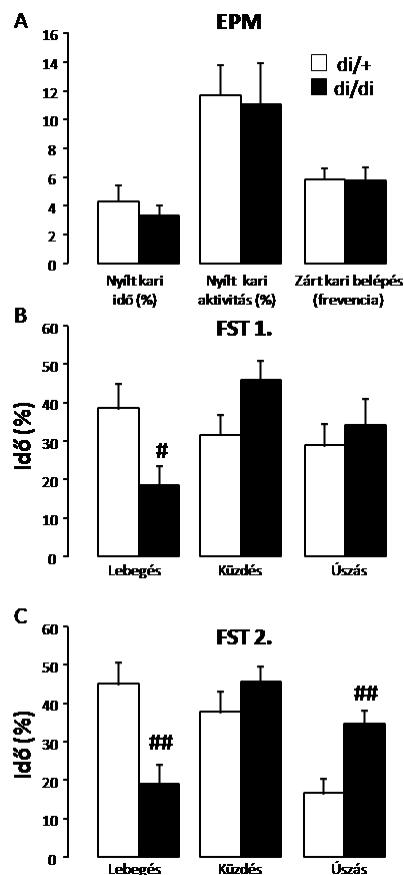 A
EPM
16
14
12
10
8
6
4
2
0
di/+
di/di
Nyílt kari
idő (%)
Nyílt kari
aktivitás (%)
Zárt kari belépés
(frevencia)
B
FST 1.
Idő (%)
60
50
40
30
20
10
0
#
Lebegés
Küzdés
Úszás
C
FST 2.
Idő (%)
60
50
40
30
20
10
0
##
##
Lebegés
Küzdés
Úszás